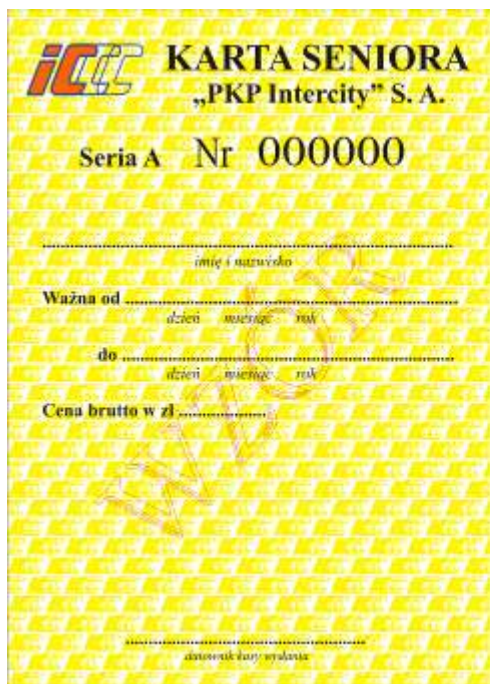 iCCCC KARTA SENIORA
„PKP Intercity” S. A.
Seria A Nr 000000
imię i nazwisko
Ważna od
dzień miesiąc rok
do
dzień miesiąc rok
Cena brutto w zł
WZÓR
datownik kasy wydania